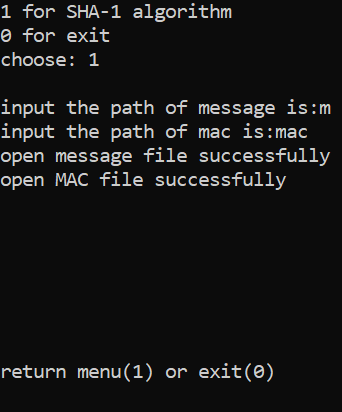 1 for SHA-1 algorithm
0 for exit
choose: 1
input the path of message is:m
input the path of mac is:mac
open message file successfully
open MAC file successfully
return menu(1) or exit(0)